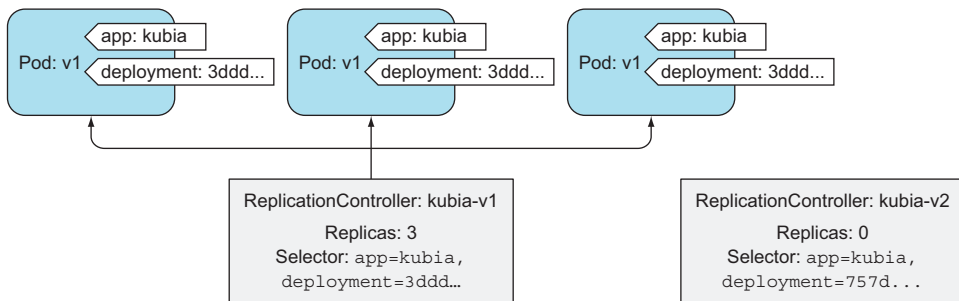 app: kubia
Pod: v1
deployment: 3ddd...
app: kubia
Pod: v1
deployment: 3ddd...
app: kubia
Pod: v1
deployment: 3ddd...
ReplicationController: kubia-v1
Replicas: 3
Selector: app=kubia,
deployment=3ddd…
ReplicationController: kubia-v2
Replicas: 0
Selector: app=kubia,
deployment=757d...